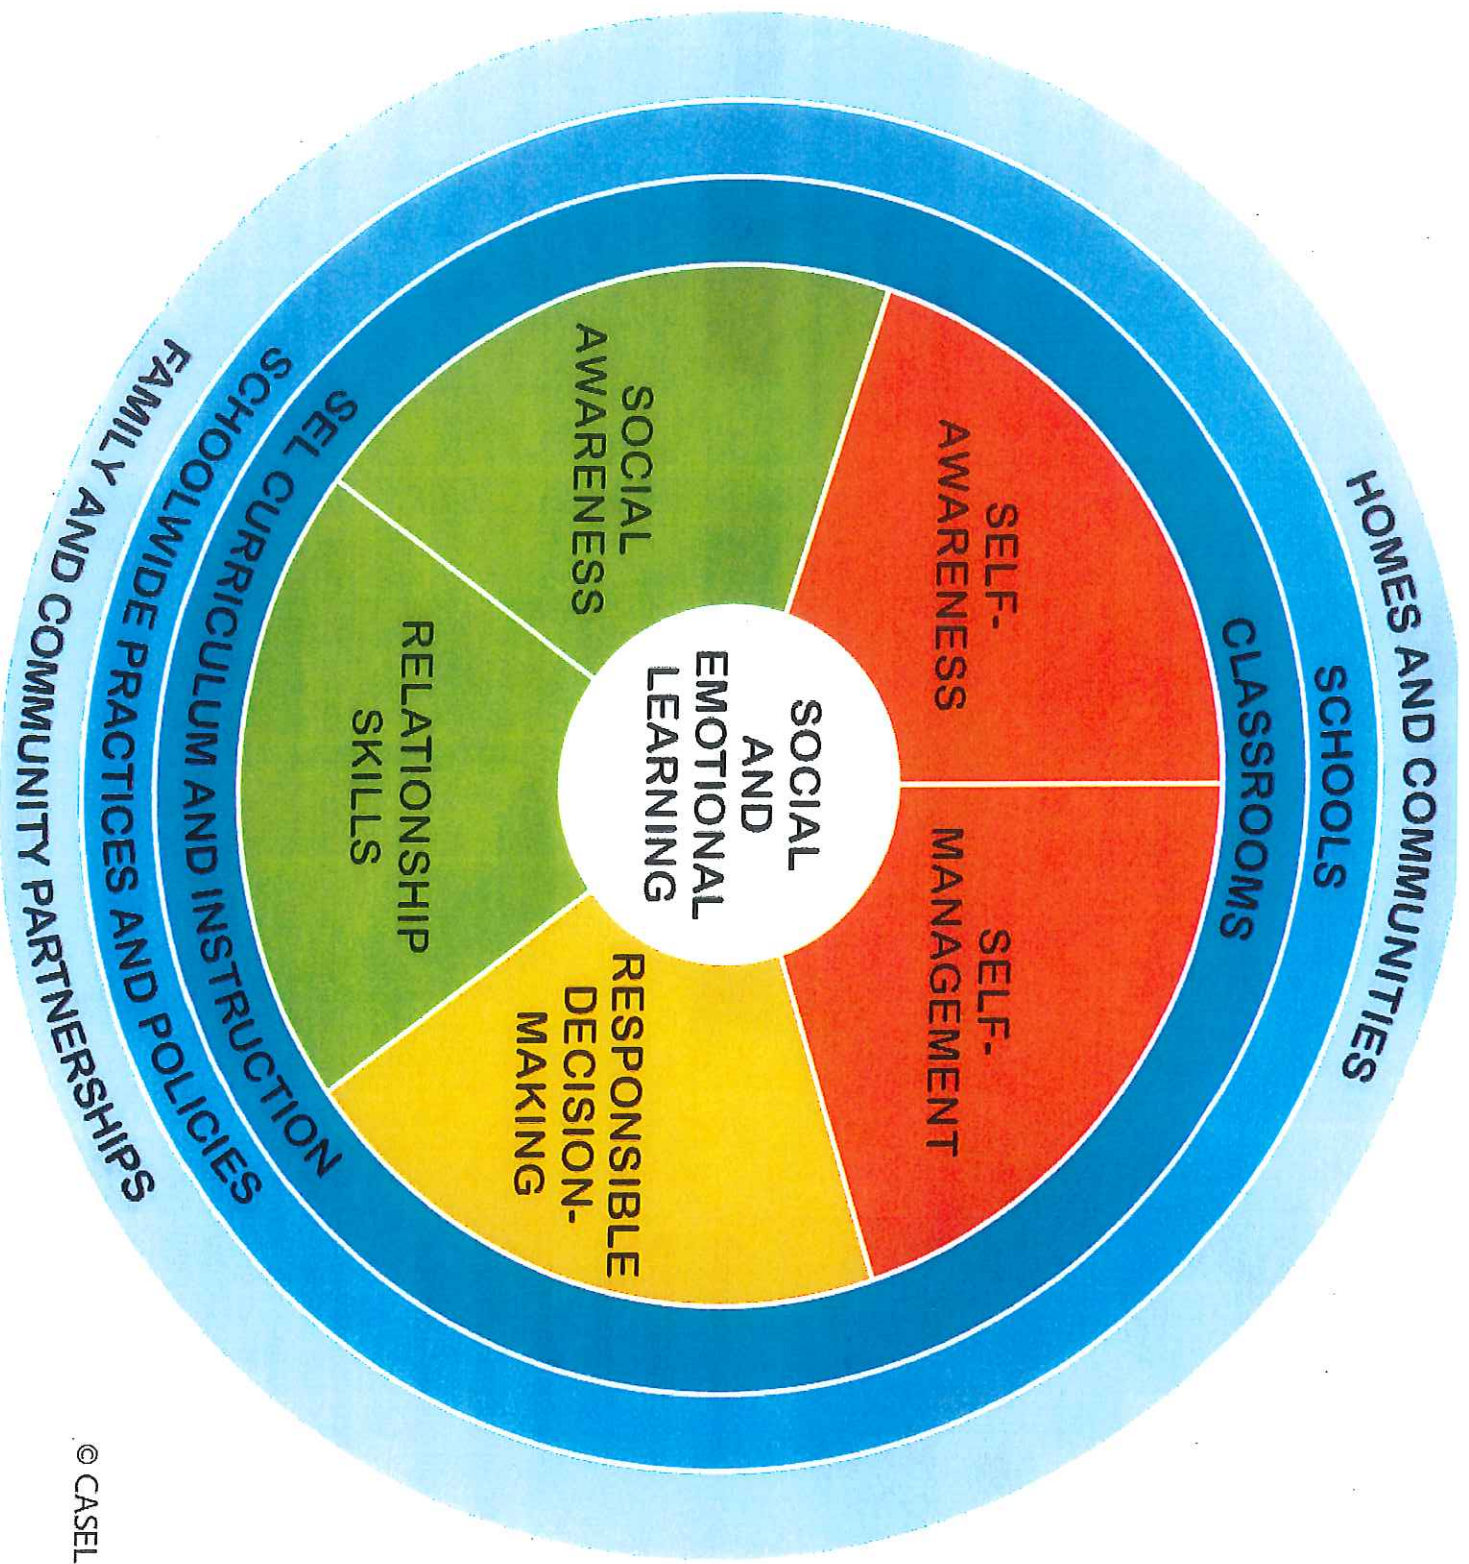 HOMES AND COMMUNITIES
SCHOOLS
CLASSROOMS
SELF-
AWARENESS
SELF-
MANAGEMENT
SOCIAL
AWARENESS
SOCIAL
AND
EMOTIONAL
LEARNING
RESPONSIBLE
DECISION-
MAKING
RELATIONSHIP
SKILLS
SEL CURRICULUM AND INSTRUCTION
SCHOOLWIDE PRACTICES AND POLICIES
FAMILY AND COMMUNITY PARTNERSHIPS
© CASEL